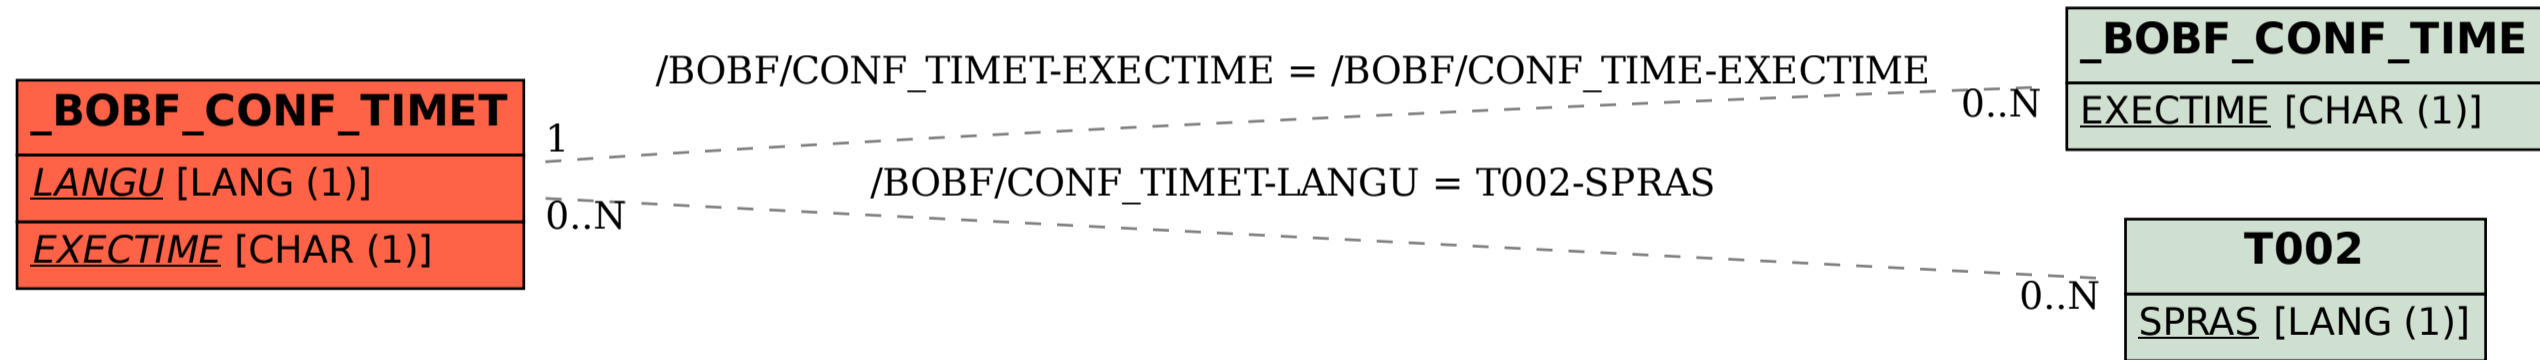 _BOBF_CONF_TIMET
LANGU [LANG (1)]
EXECTIME [CHAR (1)]
/BOBF/CONF_TIMET-EXECTIME = /BOBF/CONF_TIME-EXECTIME
1
0..N
/BOBF/CONF_TIMET-LANGU = T002-SPRAS
0..N
0..N
_BOBF_CONF_TIME
EXECTIME [CHAR (1)]
T002
SPRAS [LANG (1)]